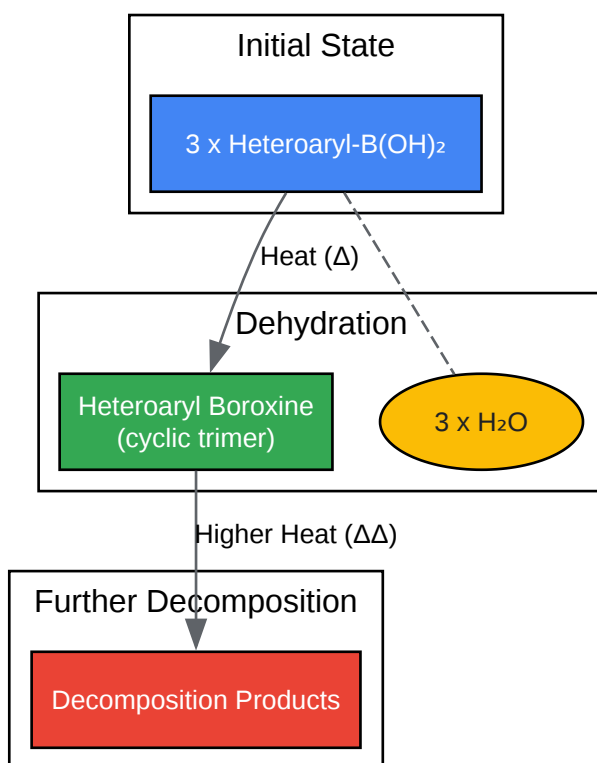 Initial State
3 x Heteroaryl-B(OH)₂
Heat (Δ)
Dehydration
Heteroaryl Boroxine
(cyclic trimer)
3 x H₂O
Higher Heat (ΔΔ)
Further Decomposition
Decomposition Products